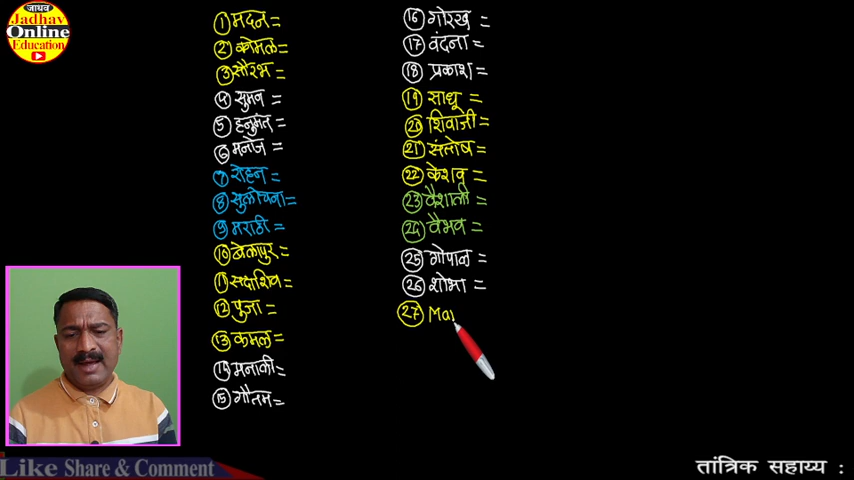 जाधव
Jadhav
Online
Education
① मदन =
② कोमल =
③ सौरभ =
④ सुमन =
⑤ हनुमंत =
⑥ मनोज =
⑦ रोहन =
⑧ सुलोचना =
⑨ मराठी =
⑩ बेलापुर =
⑪ सदाशिव =
⑫ पुजा =
⑬ कमल =
⑭ मनाली =
⑮ गौतम =
⑯ गोरख =
⑰ वंदना =
⑱ प्रकाश =
⑲ साधू =
⑳ शिवाजी =
㉑ संतोष =
㉒ केशव =
㉓ वैशाली =
㉔ वैभव =
㉕ गोपाळ =
㉖ शोभा =
㉗ Man
Like Share & Comment
तांत्रिक सहाय्य :